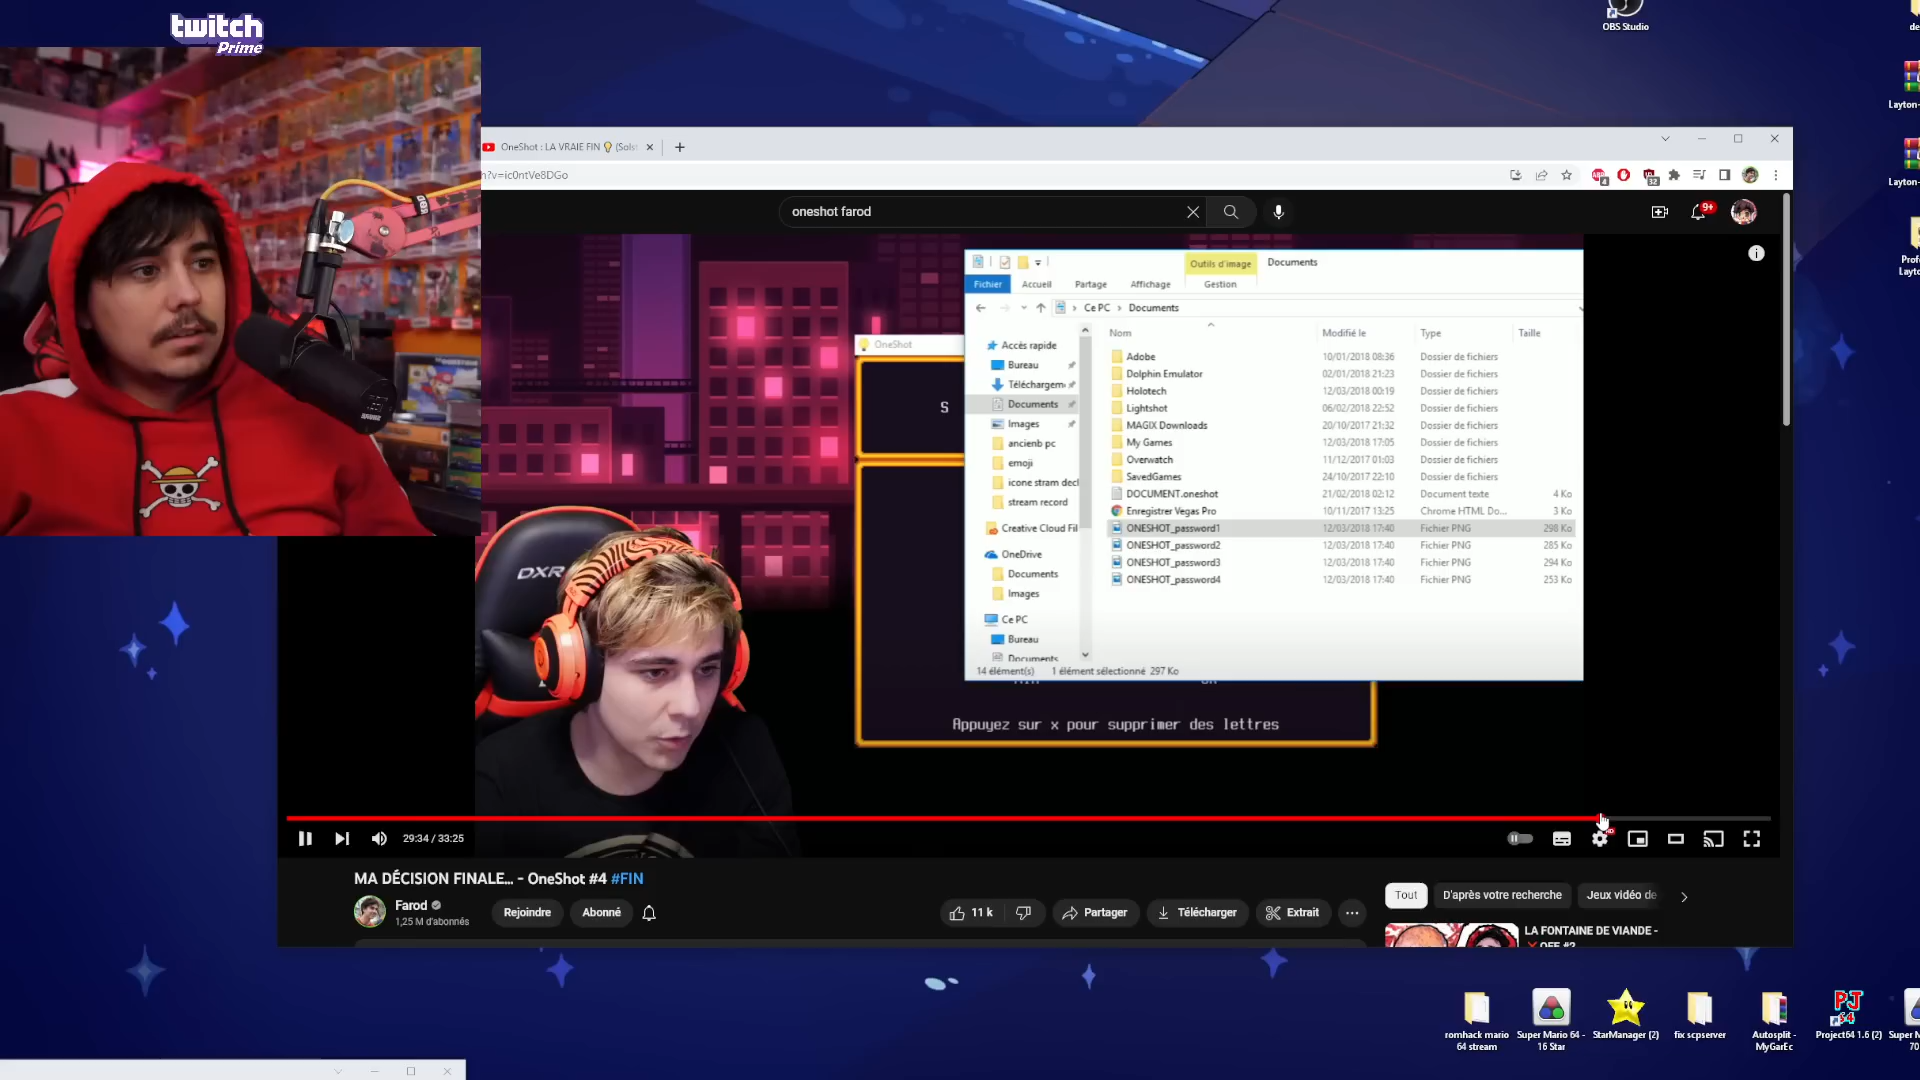 twitch
Prime
OBS Studio
Layton-
Layton-
OneShot : LA VRAIE FIN
h?v=ic0ntVe8DGo
oneshot farod
9+
Outils d'image
Documents
Fichier
Accueil
Partage
Affichage
Gestion
Ce PC
Documents
Nom
Modifié le
Type
Taille
Accès rapide
Bureau
Documents
Images
ancienb pc
emoji
stream record
OneDrive
Documents
Images
Ce PC
Bureau
Documents
Adobe 10/01/2018 08:36 Dossier de fichiers
Dolphin Emulator 02/01/2018 21:23 Dossier de fichiers
Holotech 12/03/2018 00:19 Dossier de fichiers
Lightshot 06/02/2018 22:52 Dossier de fichiers
MAGIX Downloads 20/10/2017 21:32 Dossier de fichiers
My Games 12/03/2018 17:05 Dossier de fichiers
Overwatch 11/12/2017 01:03 Dossier de fichiers
SavedGames 24/10/2017 22:10 Dossier de fichiers
DOCUMENT.oneshot 21/02/2018 02:12 Document texte 4 Ko
Enregistrer Vegas Pro 10/11/2017 13:25 Chrome HTML Do... 3 Ko
ONESHOT_password1 12/03/2018 17:40 Fichier PNG 298 Ko
ONESHOT_password2 12/03/2018 17:40 Fichier PNG 285 Ko
ONESHOT_password3 12/03/2018 17:40 Fichier PNG 294 Ko
ONESHOT_password4 12/03/2018 17:40 Fichier PNG 253 Ko
14 élément(s) 1 élément sélectionné 297 Ko
OneShot
S
DXR
Appuyez sur x pour supprimer des lettres
29:34 / 33:25
MA DÉCISION FINALE... - OneShot #4 #FIN
Farod
1,25 M d'abonnés
Rejoindre
Abonné
11 k
Partager
Télécharger
Extrait
Tout
D'après votre recherche
Jeux vidéo de
LA FONTAINE DE VIANDE -
romhack mario
64 stream
Super Mario 64 -
16 Star
StarManager (2)
fix scpserver
Autosplit -
MyGarEc
PJ
64
Project64 1.6 (2)
Super M
70